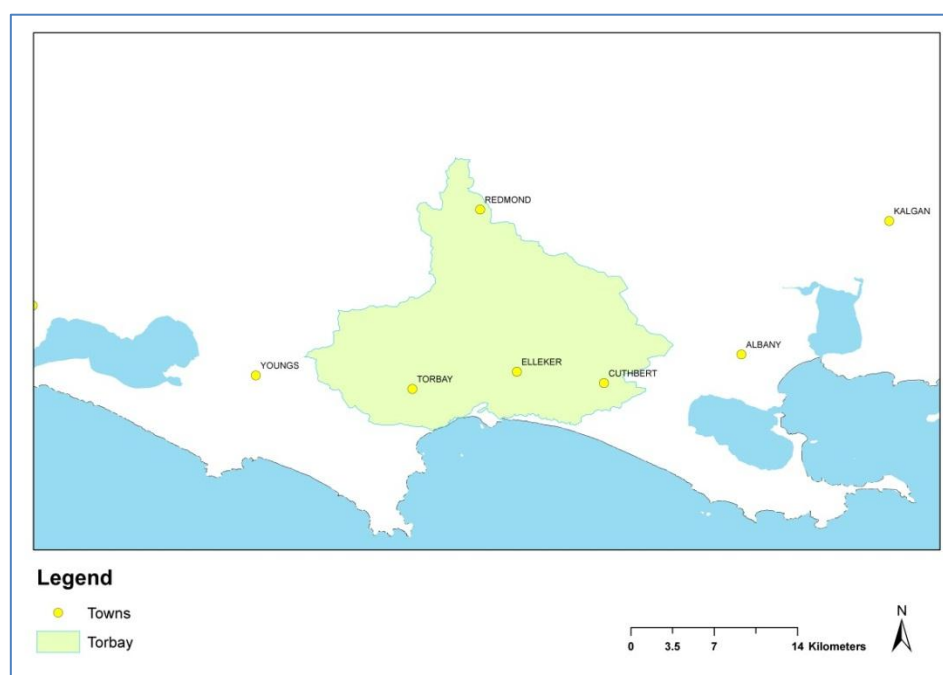 REDMOND
KALGAN
ALBANY
ELLEKER
YOUNGS
CUTHBERT
TORBAY
Legend
Towns
Torbay
N
0 3.5 7 14 Kilometers